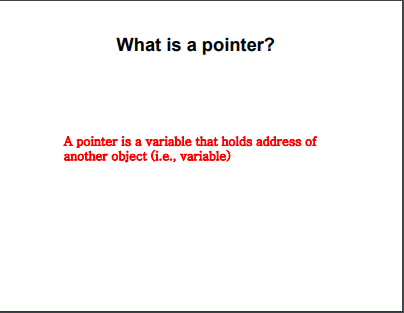 What is a pointer?
A pointer is a variable that holds address of
another object (i.e., variable)